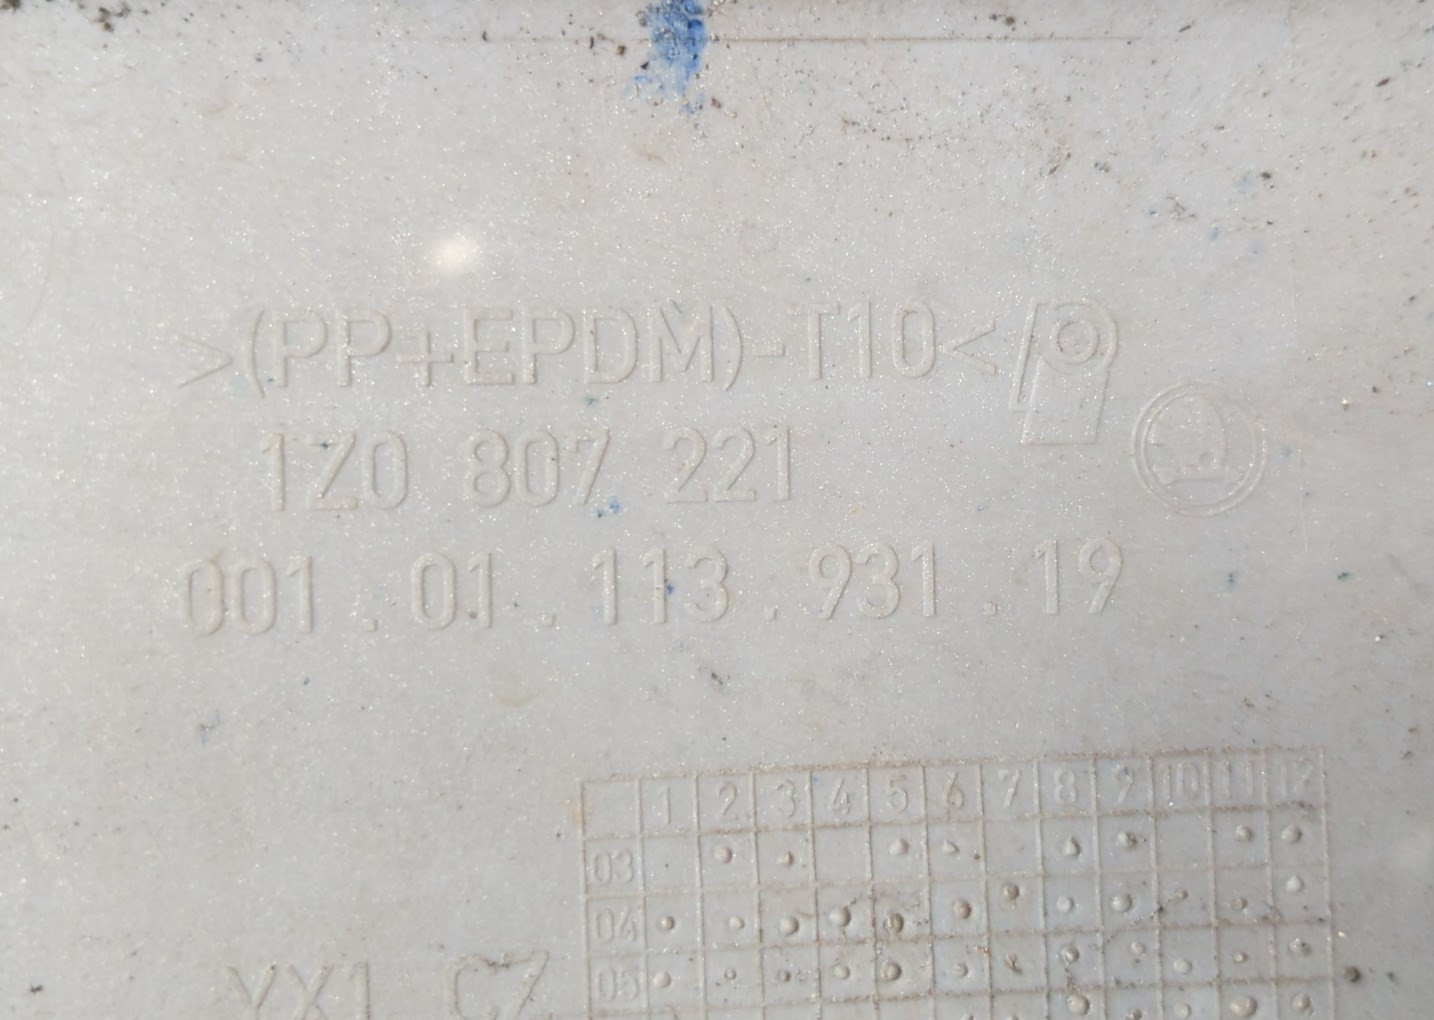 >(PP+EPDM)-T10<
1Z0 807 221
001.01.113.931.19
1 2 3 4 5 6 7 8 9 10 11 12
03
04
05
YX1 CZ